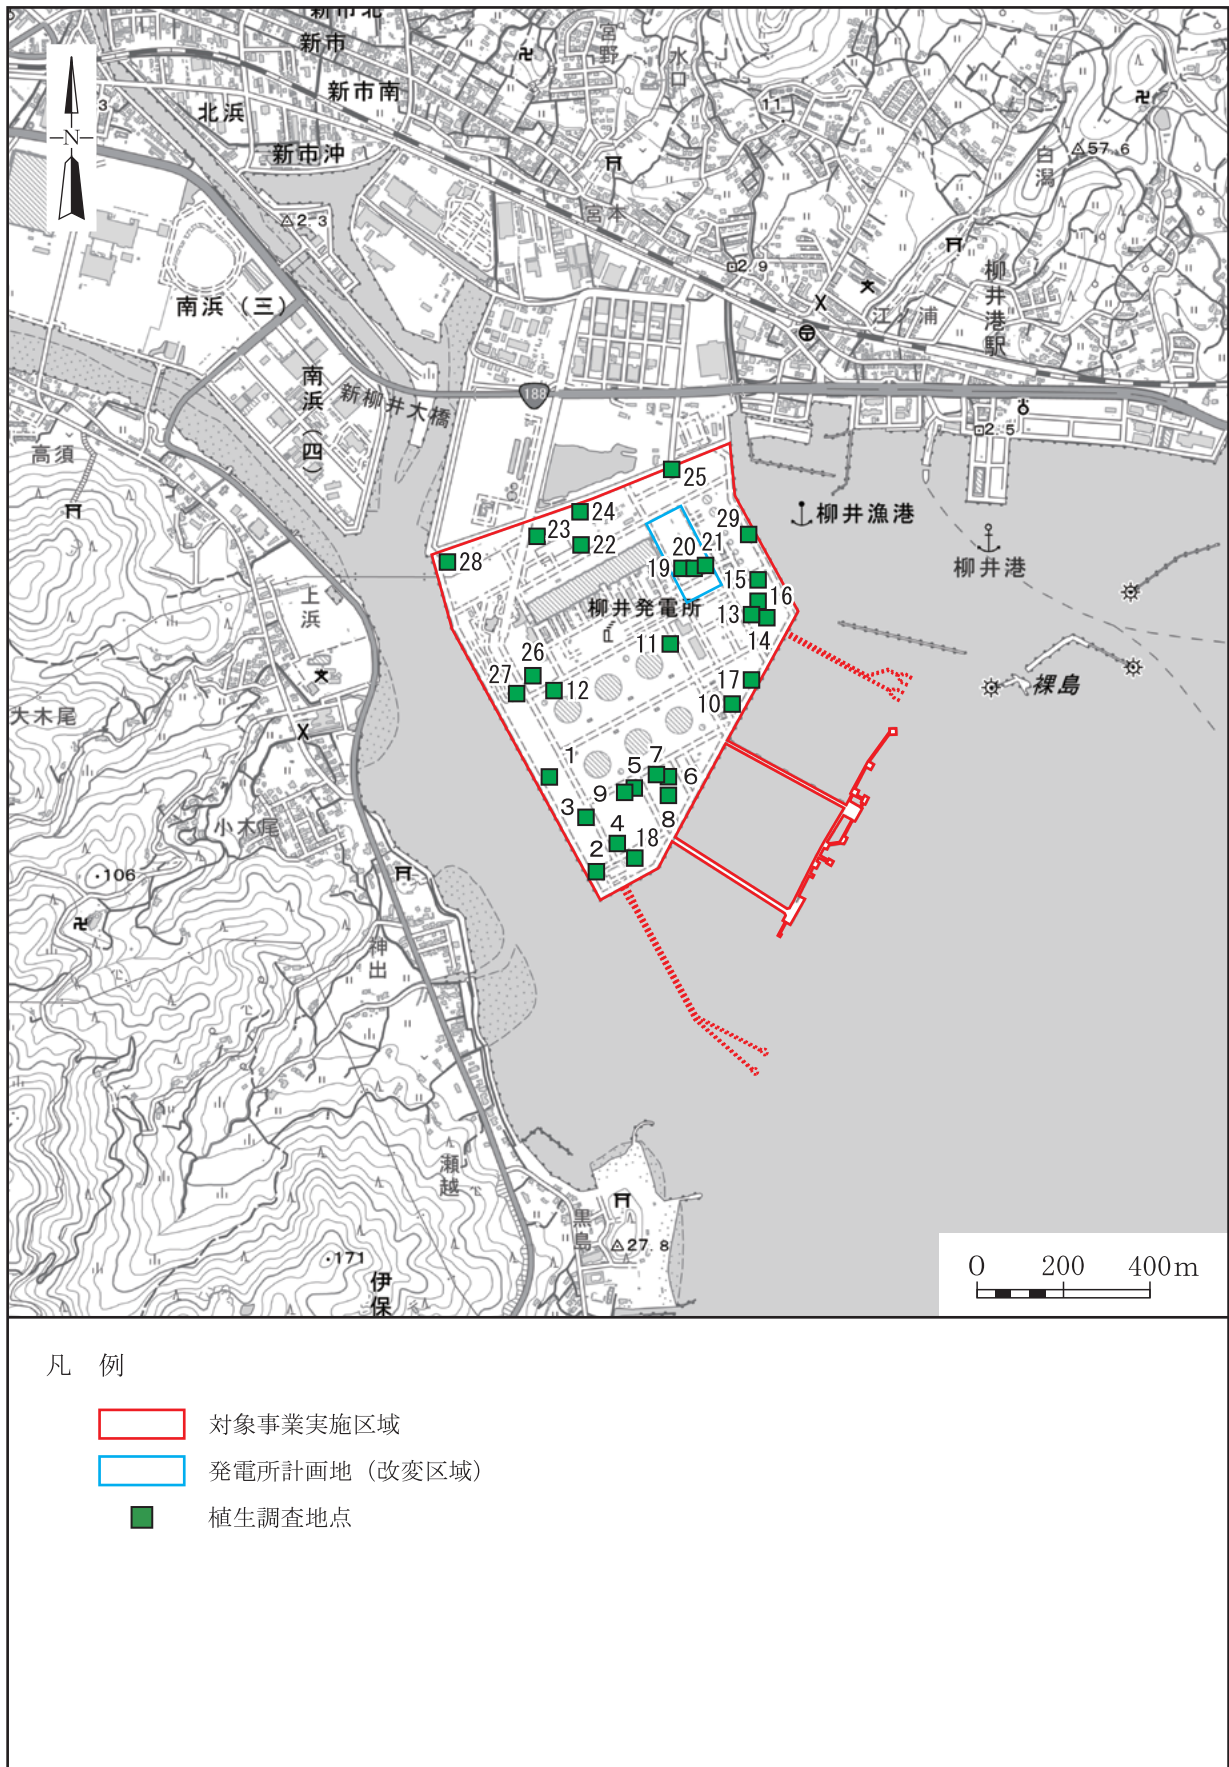 新市北
新市
新市南
北浜
新市沖
宮野
水口
11
3
N
宮本
白潟
57.6
2.3
2.9
柳井港駅
江ノ浦
南浜（三）
南浜（四）
新柳井大橋
188
2.5
高須
25
24
29
柳井漁港
23
22
20
21
柳井港
28
19
15
上浜
柳井発電所
16
13
14
11
26
27
12
17
10
裸島
大木尾
1
7
5
6
9
3
8
小木尾
4
18
2
106
神出
瀬越
黒島
27.8
171
伊保
0 200 400m
凡 例
対象事業実施区域
発電所計画地（改変区域）
植生調査地点